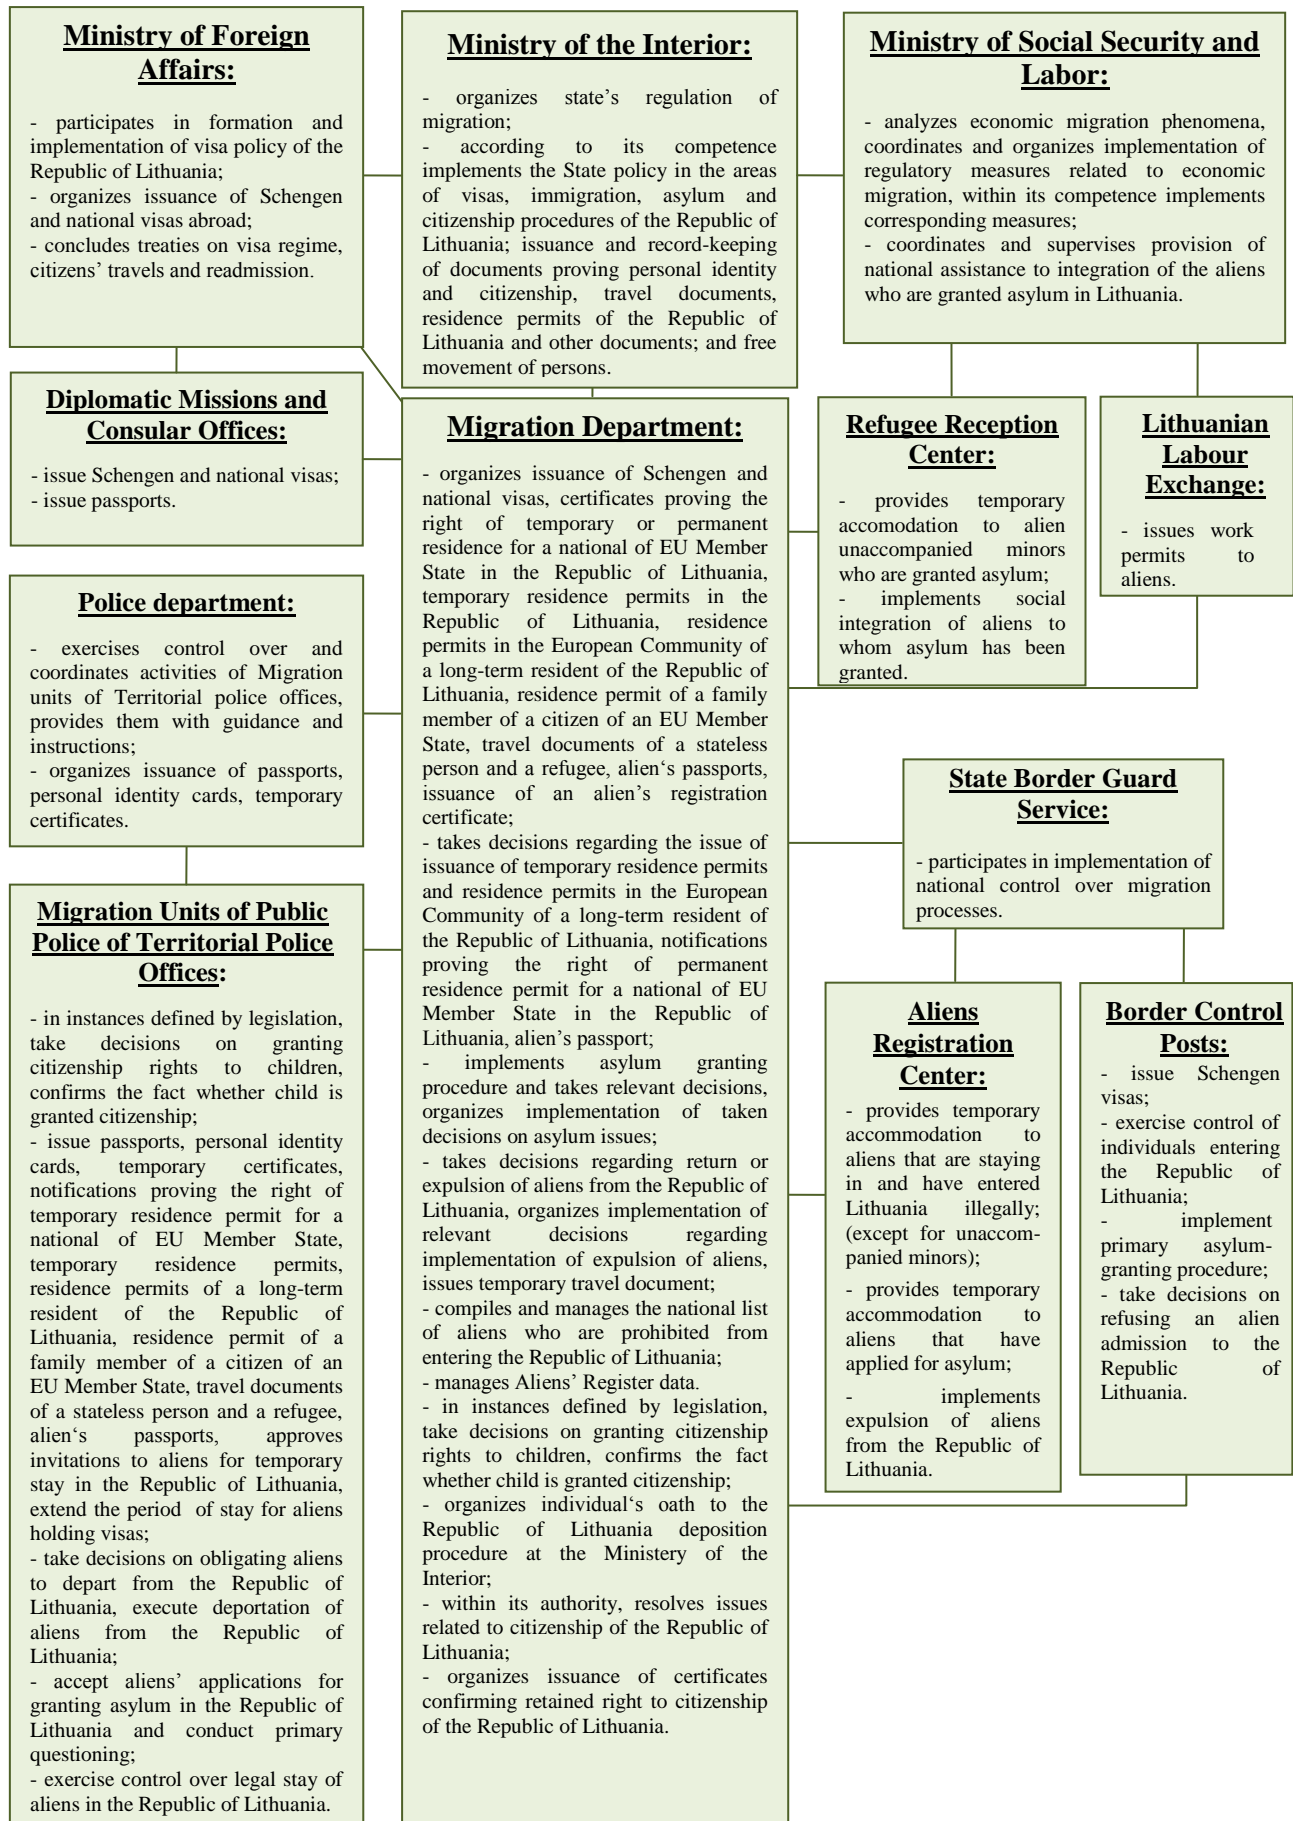 Ministry of Foreign
Affairs:
- participates in formation and
implementation of visa policy of the
Republic of Lithuania;
- organizes issuance of Schengen
and national visas abroad;
- concludes treaties on visa regime,
citizens’ travels and readmission.
Ministry of the Interior:
- organizes state’s regulation of
migration;
- according to its competence
implements the State policy in the areas
of visas, immigration, asylum and
citizenship procedures of the Republic of
Lithuania; issuance and record-keeping
of documents proving personal identity
and citizenship, travel documents,
residence permits of the Republic of
Lithuania and other documents; and free
movement of persons.
Ministry of Social Security and
Labor:
- analyzes economic migration phenomena,
coordinates and organizes implementation of
regulatory measures related to economic
migration, within its competence implements
corresponding measures;
- coordinates and supervises provision of
national assistance to integration of the aliens
who are granted asylum in Lithuania.
Diplomatic Missions and
Consular Offices:
- issue Schengen and national visas;
- issue passports.
Police department:
- exercises control over and
coordinates activities of Migration
units of Territorial police offices,
provides them with guidance and
instructions;
- organizes issuance of passports,
personal identity cards, temporary
certificates.
Migration Units of Public
Police of Territorial Police
Offices:
- in instances defined by legislation,
take decisions on granting
citizenship rights to children,
confirms the fact whether child is
granted citizenship;
- issue passports, personal identity
cards, temporary certificates,
notifications proving the right of
temporary residence permit for a
national of EU Member State,
temporary residence permits,
residence permits of a long-term
resident of the Republic of
Lithuania, residence permit of a
family member of a citizen of an
EU Member State, travel documents
of a stateless person and a refugee,
alien‘s passports, approves
invitations to aliens for temporary
stay in the Republic of Lithuania,
extend the period of stay for aliens
holding visas;
- take decisions on obligating aliens
to depart from the Republic of
Lithuania, execute deportation of
aliens from the Republic of
Lithuania;
- accept aliens’ applications for
granting asylum in the Republic of
Lithuania and conduct primary
questioning;
- exercise control over legal stay of
aliens in the Republic of Lithuania.
Migration Department:
- organizes issuance of Schengen and
national visas, certificates proving the
right of temporary or permanent
residence for a national of EU Member
State in the Republic of Lithuania,
temporary residence permits in the
Republic of Lithuania, residence
permits in the European Community of
a long-term resident of the Republic of
Lithuania, residence permit of a family
member of a citizen of an EU Member
State, travel documents of a stateless
person and a refugee, alien‘s passports,
issuance of an alien’s registration
certificate;
- takes decisions regarding the issue of
issuance of temporary residence permits
and residence permits in the European
Community of a long-term resident of
the Republic of Lithuania, notifications
proving the right of permanent
residence permit for a national of EU
Member State in the Republic of
Lithuania, alien’s passport;
- implements asylum granting
procedure and takes relevant decisions,
organizes implementation of taken
decisions on asylum issues;
- takes decisions regarding return or
expulsion of aliens from the Republic of
Lithuania, organizes implementation of
relevant decisions regarding
implementation of expulsion of aliens,
issues temporary travel document;
- compiles and manages the national list
of aliens who are prohibited from
entering the Republic of Lithuania;
- manages Aliens’ Register data.
- in instances defined by legislation,
take decisions on granting citizenship
rights to children, confirms the fact
whether child is granted citizenship;
- organizes individual‘s oath to the
Republic of Lithuania deposition
procedure at the Ministery of the
Interior;
- within its authority, resolves issues
related to citizenship of the Republic of
Lithuania;
- organizes issuance of certificates
confirming retained right to citizenship
of the Republic of Lithuania.
Refugee Reception
Center:
- provides temporary
accomodation to alien
unaccompanied minors
who are granted asylum;
- implements social
integration of aliens to
whom asylum has been
granted.
Lithuanian
Labour
Exchange:
- issues work
permits to
aliens.
State Border Guard
Service:
- participates in implementation of
national control over migration
processes.
Aliens
Registration
Center:
- provides temporary
accommodation to
aliens that are staying
in and have entered
Lithuania illegally;
(except for unaccom-
panied minors);
- provides temporary
accommodation to
aliens that have
applied for asylum;
- implements
expulsion of aliens
from the Republic of
Lithuania.
Border Control
Posts:
- issue Schengen
visas;
- exercise control of
individuals entering
the Republic of
Lithuania;
- implement
primary asylum-
granting procedure;
- take decisions on
refusing an alien
admission to the
Republic of
Lithuania.